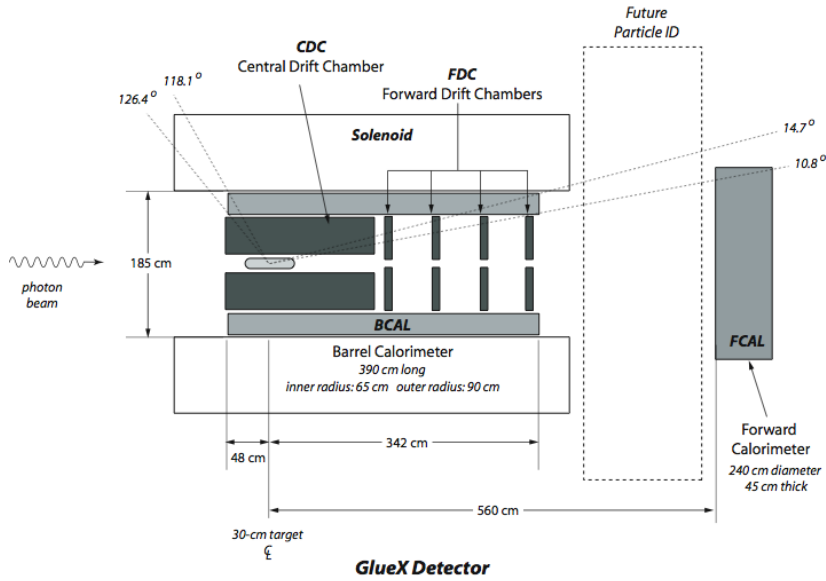 Future
Particle ID
CDC
Central Drift Chamber
FDC
Forward Drift Chambers
118.1 o
126.4 o
Solenoid
14.7 o
10.8 o
185 cm
photon
beam
BCAL
FCAL
Barrel Calorimeter
390 cm long
inner radius: 65 cm outer radius: 90 cm
Forward
Calorimeter
240 cm diameter
45 cm thick
342 cm
48 cm
560 cm
30-cm target
℄
GlueX Detector